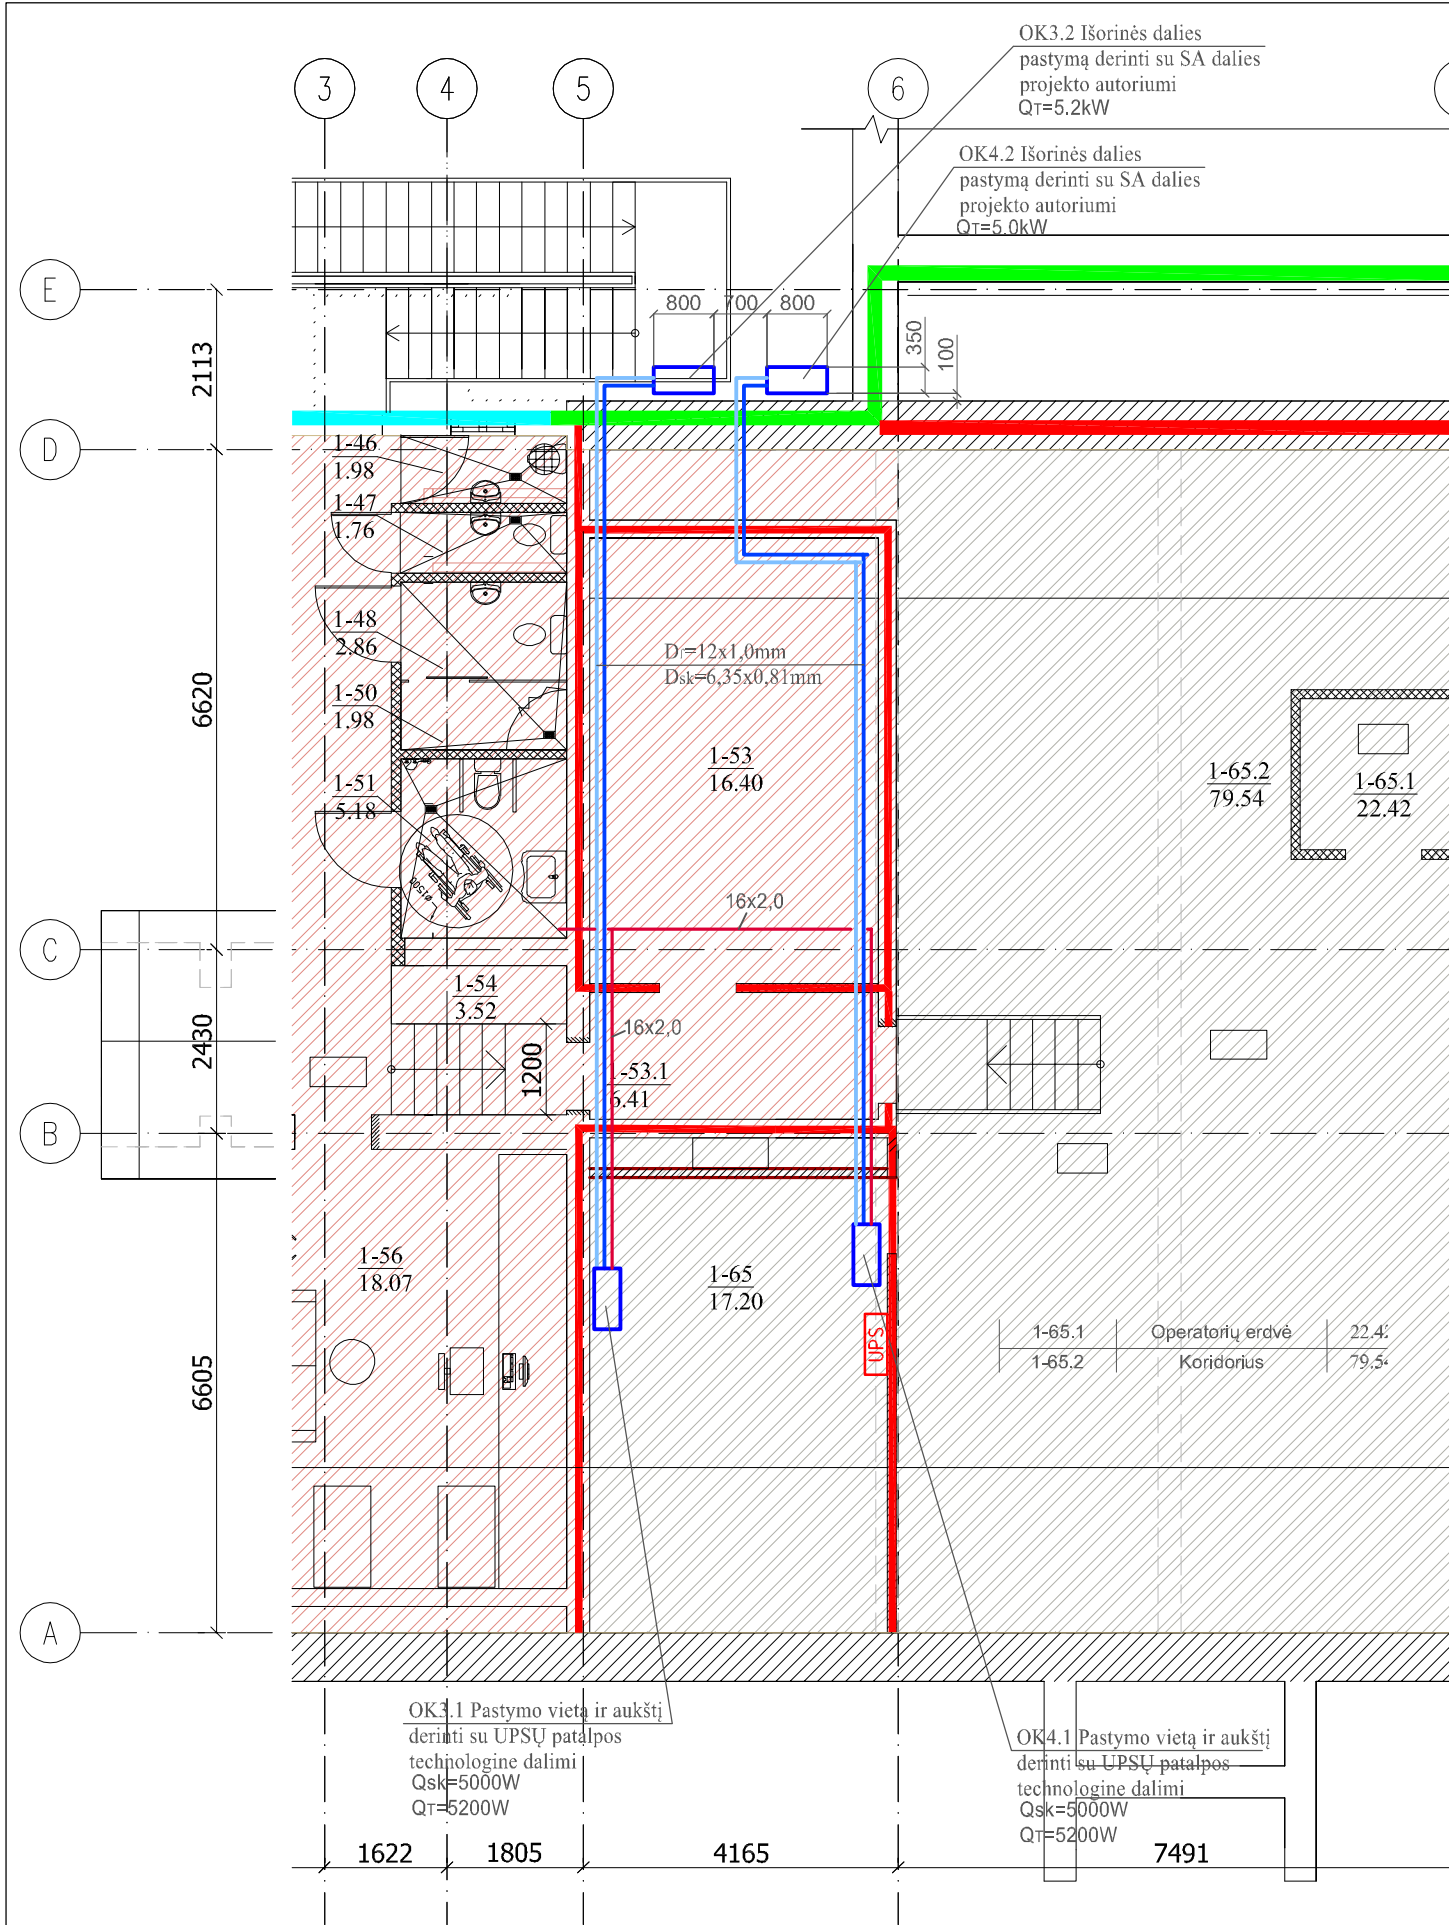 OK3.2 Išorinės dalies
pastymą derinti su SA dalies
projekto autoriumi
QT=5.2kW
3
4
5
6
OK4.2 Išorinės dalies
pastymą derinti su SA dalies
projekto autoriumi
QT=5.0kW
E
800
700
800
350
100
2113
D
1-46
1.98
1-47
1.76
1-48
2.86
6620
D=12x1,0mm
Dsk=6,35x0,81mm
1-50
1.98
1-53
16.40
1-65.2
79.54
1-65.1
22.42
1-51
5.18
ø1500
16x2,0
C
1-54
3.52
16x2,0
2430
1200
1-53.1
6.41
B
1-56
18.07
1-65
17.20
UPS
1-65.1 Operatorių erdvė
1-65.2 Koridorius
6605
A
OK3.1 Pastymo vietą ir aukštį
derinti su UPSŲ patalpos
technologine dalimi
Qsk=5000W
QT=5200W
OK4.1 Pastymo vietą ir aukštį
derinti su UPSŲ patalpos
technologine dalimi
Qsk=5000W
QT=5200W
1622
1805
4165
7491